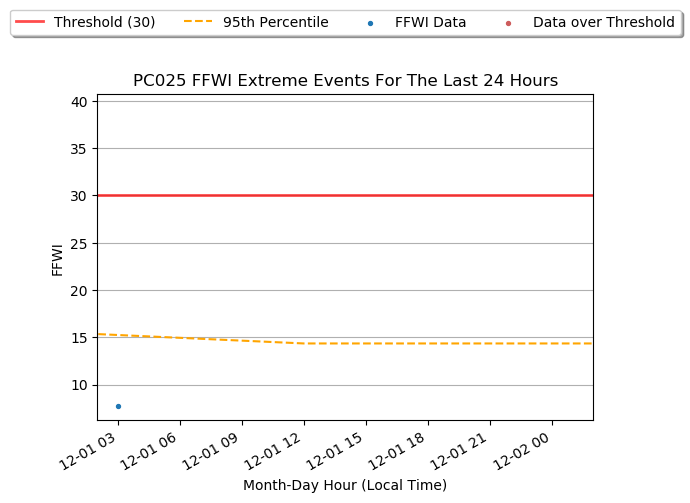 Threshold (30) 95th Percentile FFWI Data Data over Threshold
PC025 FFWI Extreme Events For The Last 24 Hours
40
35
30
25
20
15
10
FFWI
12-01 03 12-01 06 12-01 09 12-01 12 12-01 15 12-01 18 12-01 21 12-02 00
Month-Day Hour (Local Time)